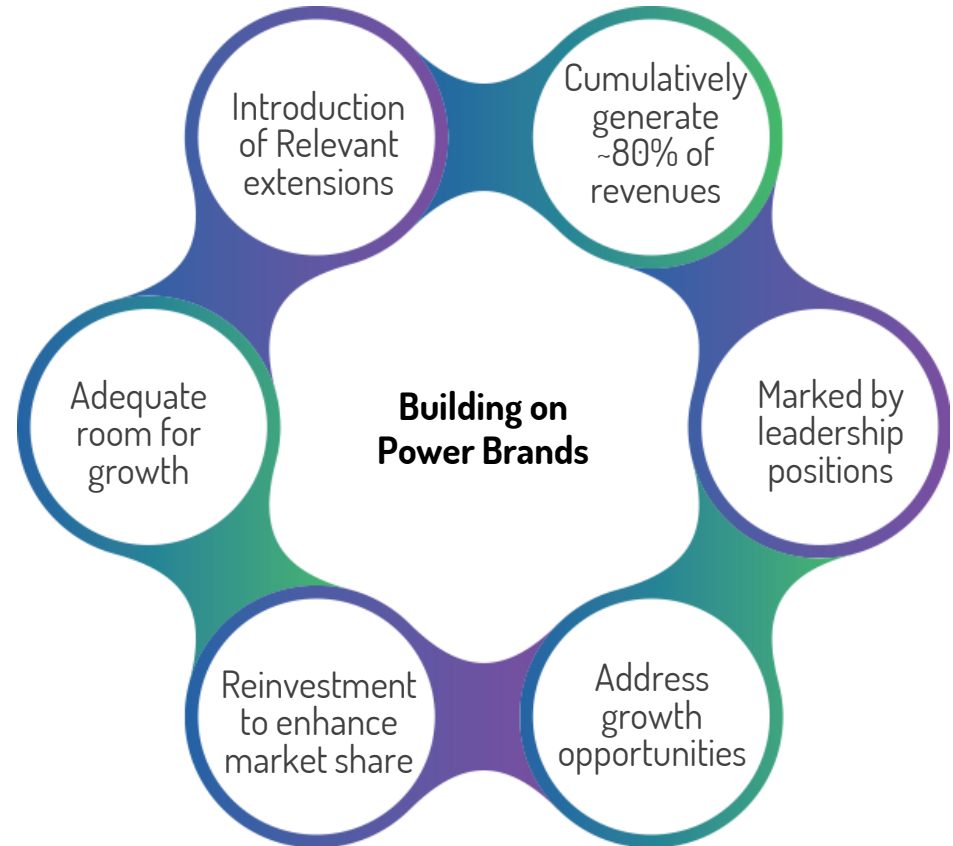 Introduction
of Relevant
extensions
Cumulatively
generate
~80% of
revenues
Adequate
room for
growth
Building on
Power Brands
Marked by
leadership
positions
Reinvestment
to enhance
market share
Address
growth
opportunities